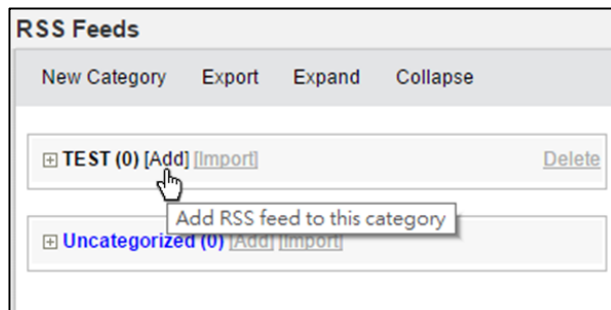 RSS Feeds
New Category Export Expand Collapse
TEST (0) [Add] [Import] Delete
Add RSS feed to this category
Uncategorized (0) [Add] [Import]